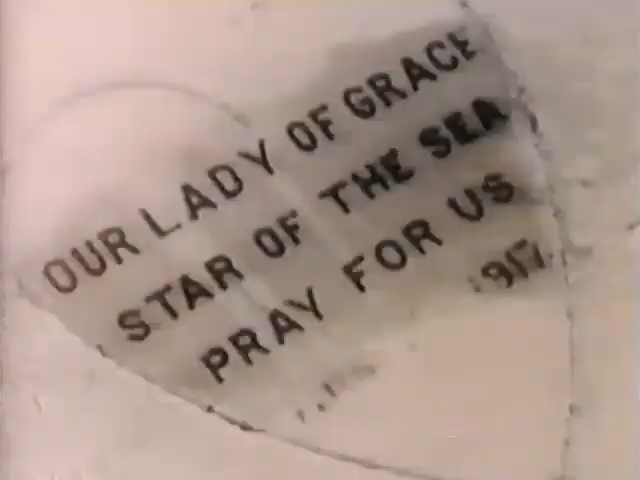 OUR LADY OF GRACE
STAR OF THE SEA
PRAY FOR US